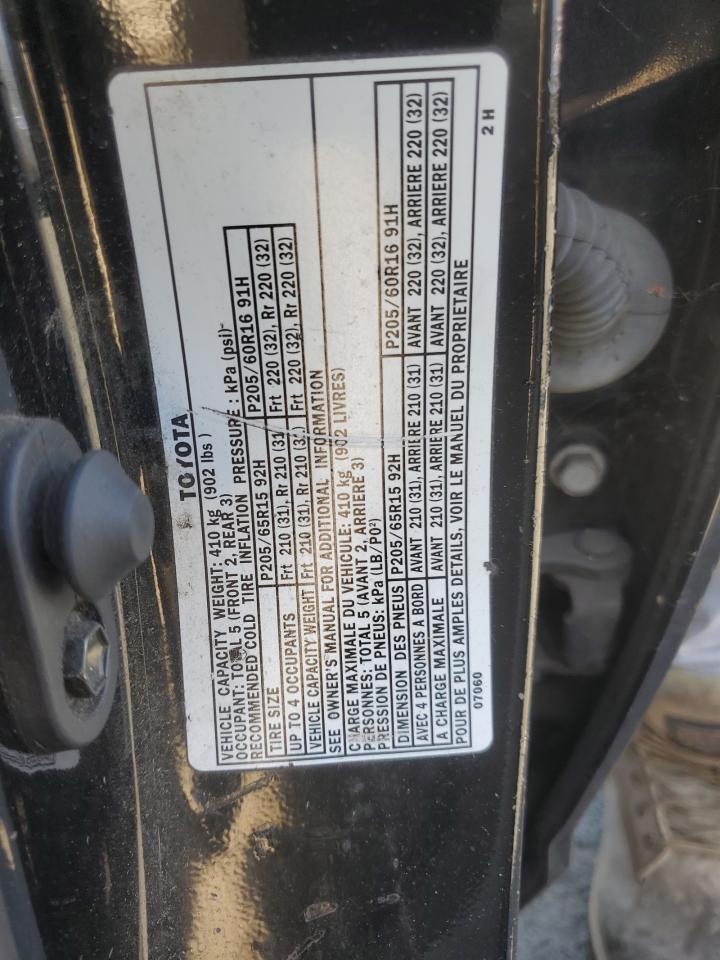 TOYOTA
VEHICLE CAPACITY WEIGHT: 410 kg (902 lbs )
OCCUPANT: TOTAL 5 (FRONT 2, REAR 3)
RECOMMENDED COLD TIRE INFLATION PRESSURE : kPa (psi)
TIRE SIZE P205/65R15 92H P205/60R16 91H
UP TO 4 OCCUPANTS Frt 210 (31), Rr 210 (31) Frt 220 (32), Rr 220 (32)
VEHICLE CAPACITY WEIGHT Frt 210 (31), Rr 210 (31) Frt 220 (32), Rr 220 (32)
SEE OWNER'S MANUAL FOR ADDITIONAL INFORMATION
CHARGE MAXIMALE DU VEHICULE: 410 kg (902 LIVRES)
PERSONNES: TOTAL 5 (AVANT 2, ARRIERE 3)
PRESSION DE PNEUS: kPa (LB/PO²)
DIMENSION DES PNEUS P205/65R15 92H P205/60R16 91H
AVEC 4 PERSONNES A BORD AVANT 210 (31), ARRIERE 210 (31) AVANT 220 (32), ARRIERE 220 (32)
A CHARGE MAXIMALE AVANT 210 (31), ARRIERE 210 (31) AVANT 220 (32), ARRIERE 220 (32)
POUR DE PLUS AMPLES DETAILS, VOIR LE MANUEL DU PROPRIETAIRE
07060 2 H